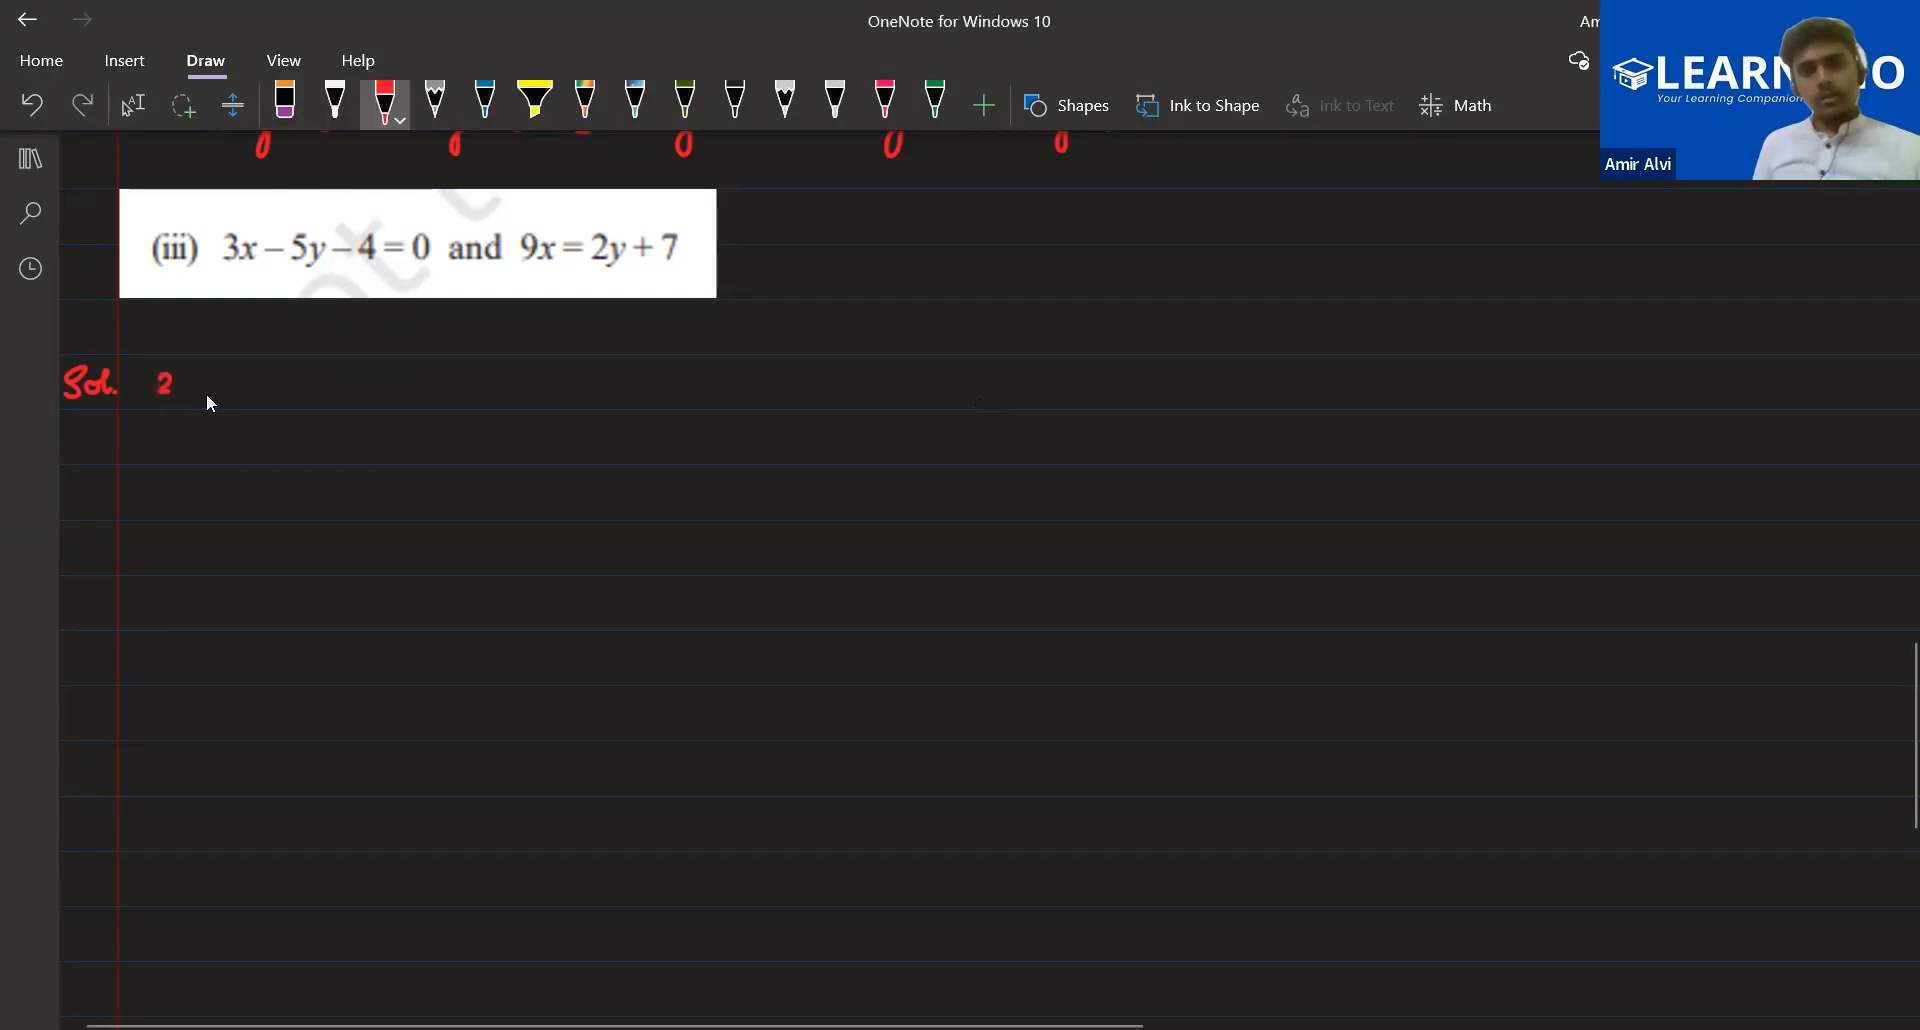 OneNote for Windows 10
Am
Home Insert Draw View Help
LEARN O
Your Learning Companion
Shapes Ink to Shape Ink to Text Math
Amir Alvi
(iii) 3x – 5y – 4 = 0 and 9x = 2y + 7
Sol. 2